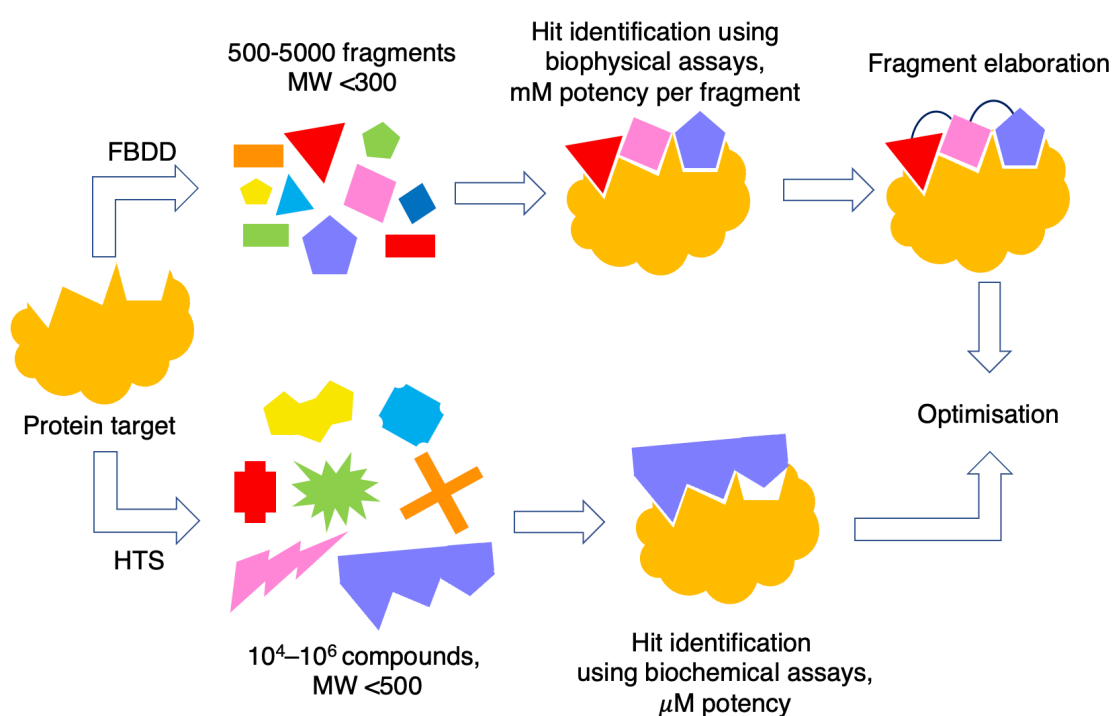 500-5000 fragments
MW <300
Hit identification using
biophysical assays,
mM potency per fragment
Fragment elaboration
FBDD
Protein target
Optimisation
HTS
10⁴–10⁶ compounds,
MW <500
Hit identification
using biochemical assays,
µM potency